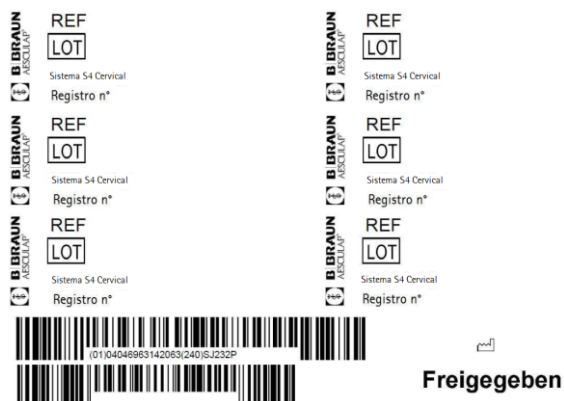 B|BRAUN
AESCULAP®
REF
LOT
Sistema S4 Cervical
Registro n°
B|BRAUN
AESCULAP®
REF
LOT
Sistema S4 Cervical
Registro n°
B|BRAUN
AESCULAP®
REF
LOT
Sistema S4 Cervical
Registro n°
B|BRAUN
AESCULAP®
REF
LOT
Sistema S4 Cervical
Registro n°
B|BRAUN
AESCULAP®
REF
LOT
Sistema S4 Cervical
Registro n°
B|BRAUN
AESCULAP®
REF
LOT
Sistema S4 Cervical
Registro n°
(01)04046963142063(240)SJ232P
Freigegeben